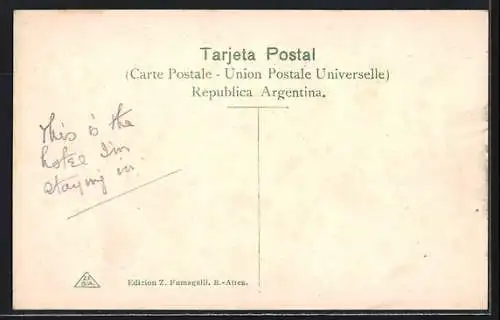 Tarjeta Postal
(Carte Postale - Union Postale Universelle)
Republica Argentina.
This is the
hotel I'm
staying in.
Edicion Z. Fumagalli, B.-Aires.